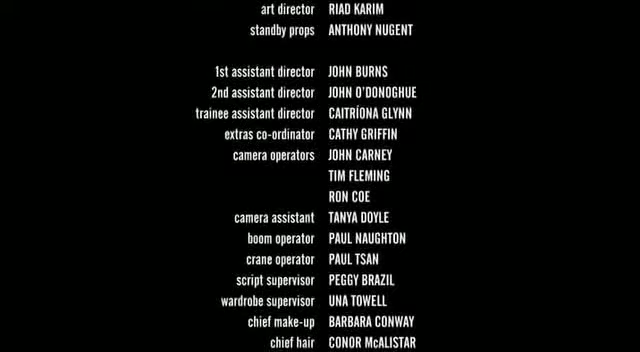 art director RIAD KARIM
standby props ANTHONY NUGENT
1st assistant director JOHN BURNS
2nd assistant director JOHN O'DONOGHUE
trainee assistant director CAITRÍONA GLYNN
extras co-ordinator CATHY GRIFFIN
camera operators JOHN CARNEY
TIM FLEMING
RON COE
camera assistant TANYA DOYLE
boom operator PAUL NAUGHTON
crane operator PAUL TSAN
script supervisor PEGGY BRAZIL
wardrobe supervisor UNA TOWELL
chief make-up BARBARA CONWAY
chief hair CONOR McALISTAR